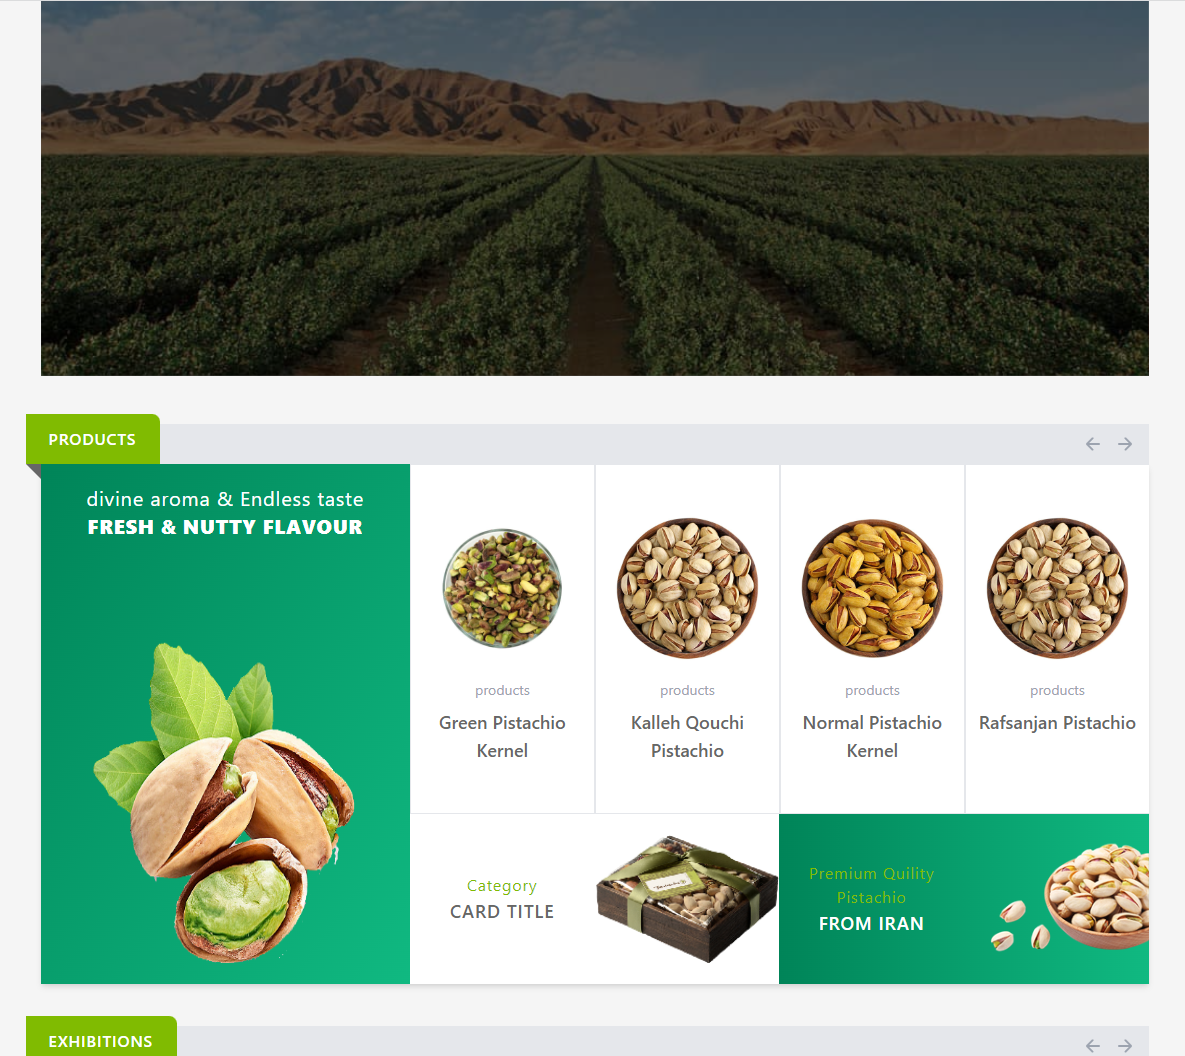 PRODUCTS
divine aroma & Endless taste
FRESH & NUTTY FLAVOUR
products
Green Pistachio
Kernel
products
Kalleh Qouchi
Pistachio
products
Normal Pistachio
Kernel
products
Rafsanjan Pistachio
Category
CARD TITLE
Premium Quility
Pistachio
FROM IRAN
EXHIBITIONS